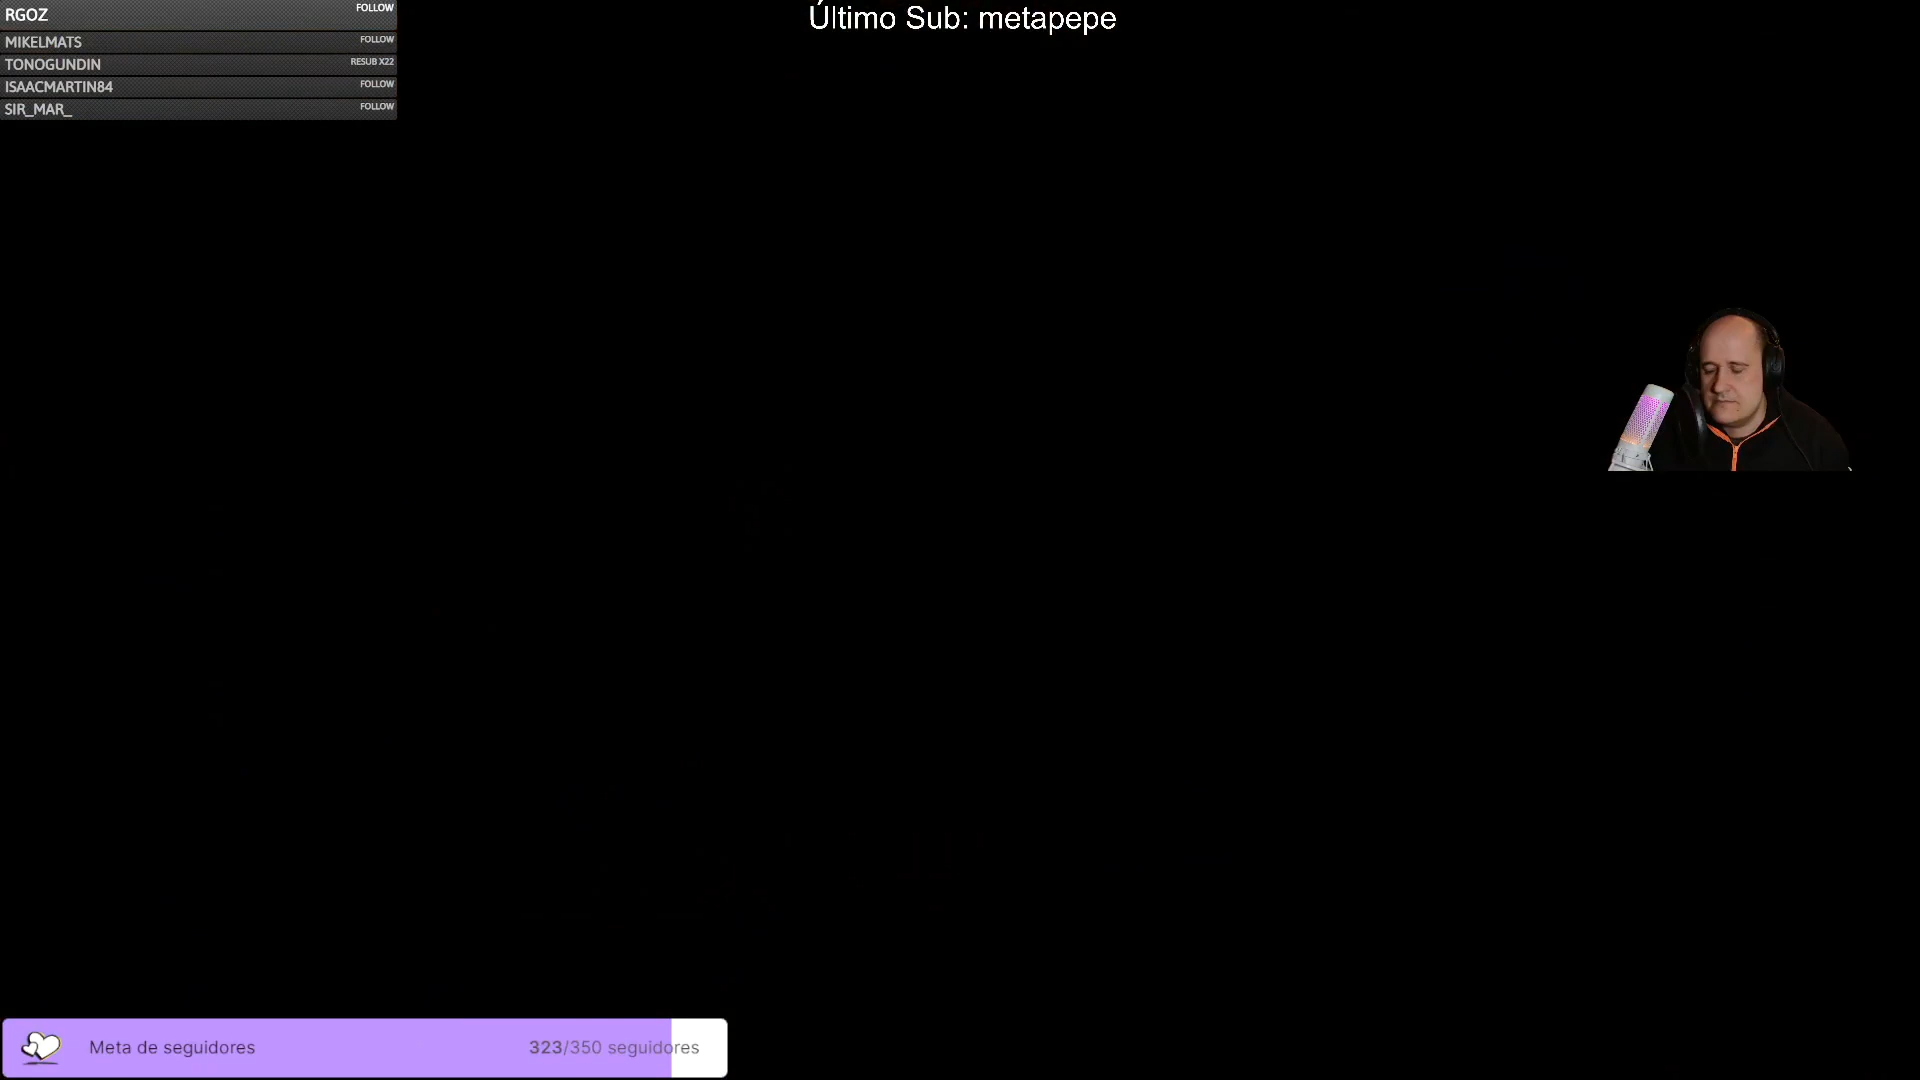 RGOZ FOLLOW
MIKELMATS FOLLOW
TONOGUNDIN RESUB X22
ISAACMARTIN84 FOLLOW
SIR_MAR_ FOLLOW
Último Sub: metapepe
Meta de seguidores 323/350 seguidores